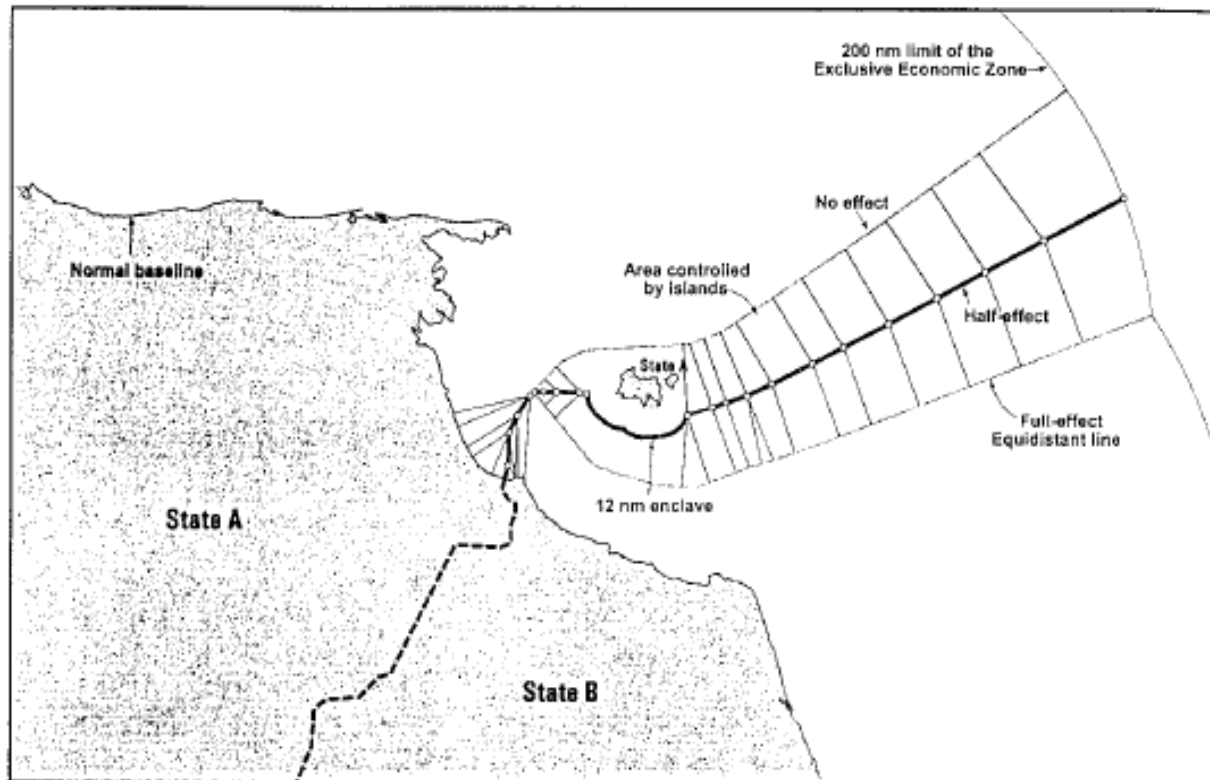 200 nm limit of the
Exclusive Economic Zone
No effect
Normal baseline
Area controlled
by islands
Half-effect
State A
Full-effect
Equidistant line
12 nm enclave
State A
State B